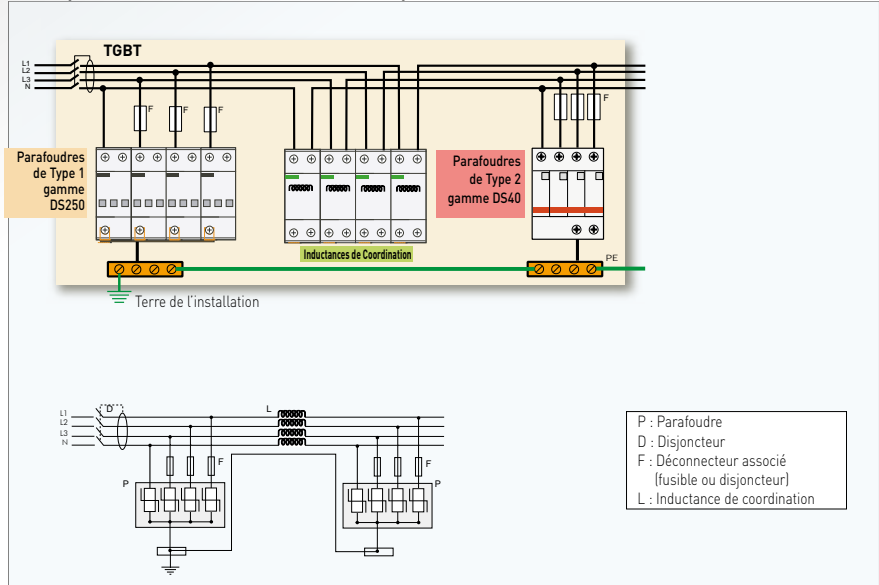 TGBT
L1
L2
L3
N
F
F
F
F
Parafoudres
de Type 1
gamme
DS250
Parafoudres
de Type 2
gamme DS40
Inductances de Coordination
PE
Terre de l'installation
L1
L2
L3
N
D
L
F
F
P
P
P : Parafoudre
D : Disjoncteur
F : Déconnecteur associé
(fusible ou disjoncteur)
L : Inductance de coordination